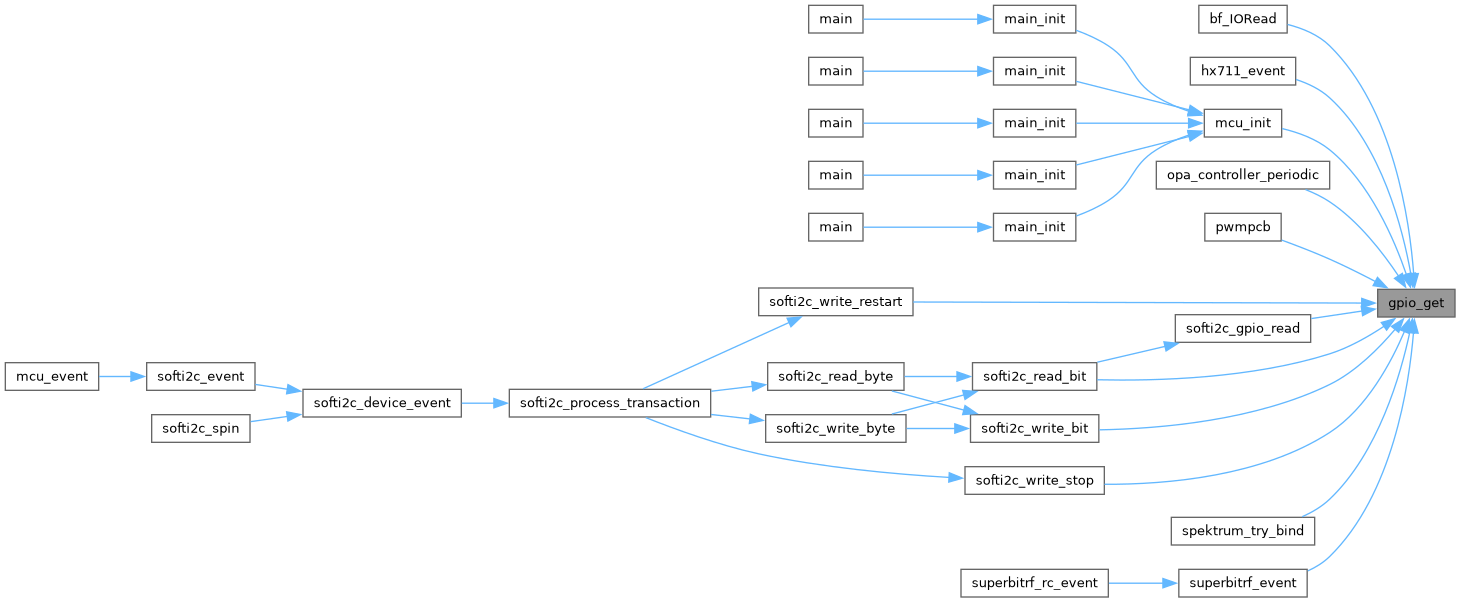 main
main_init
bf_IORead
main
main_init
hx711_event
main
main_init
mcu_init
main
main_init
opa_controller_periodic
main
main_init
pwmpcb
softi2c_write_restart
gpio_get
softi2c_gpio_read
mcu_event
softi2c_event
softi2c_read_byte
softi2c_read_bit
softi2c_device_event
softi2c_process_transaction
softi2c_spin
softi2c_write_byte
softi2c_write_bit
softi2c_write_stop
spektrum_try_bind
superbitrf_rc_event
superbitrf_event